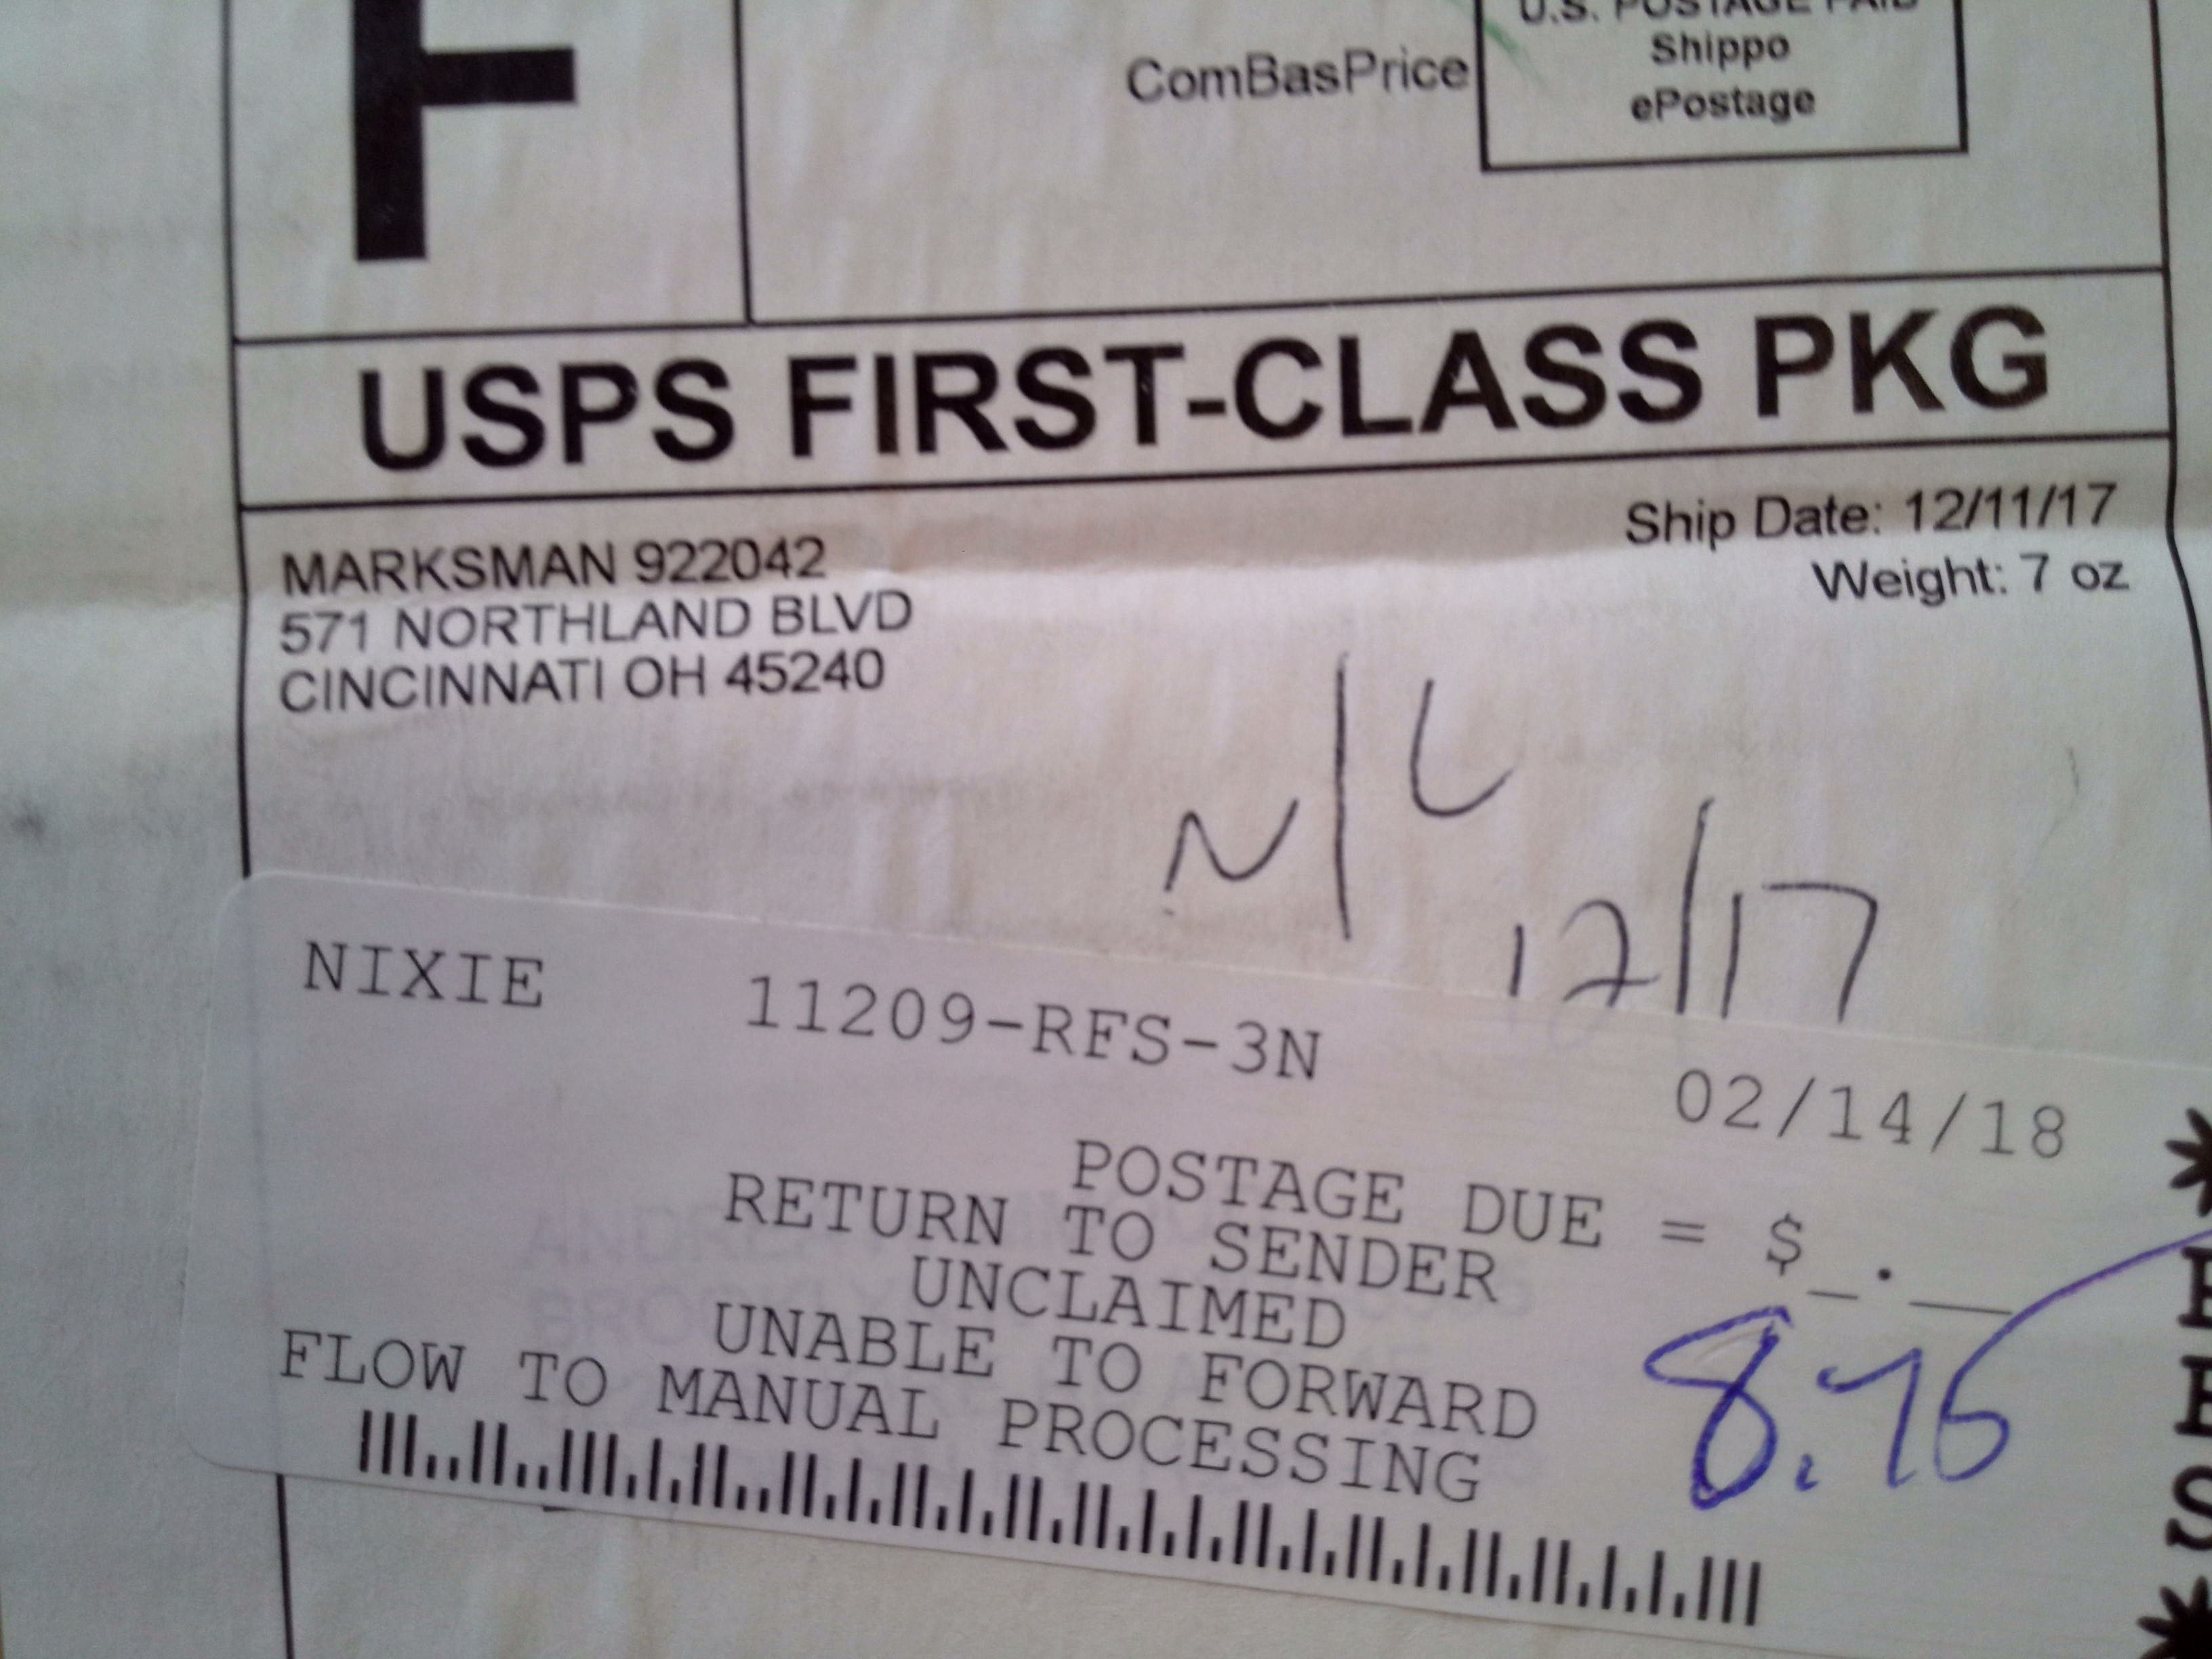 F
U.S. POSTAGE PAID
Shippo
ePostage
ComBasPrice
USPS FIRST-CLASS PKG
MARKSMAN 922042
571 NORTHLAND BLVD
CINCINNATI OH 45240
Ship Date: 12/11/17
Weight: 7 oz
N/L
12/17
NIXIE 11209-RFS-3N 02/14/18
POSTAGE DUE = $_.__
8.76
RETURN TO SENDER
UNCLAIMED
UNABLE TO FORWARD
FLOW TO MANUAL PROCESSING